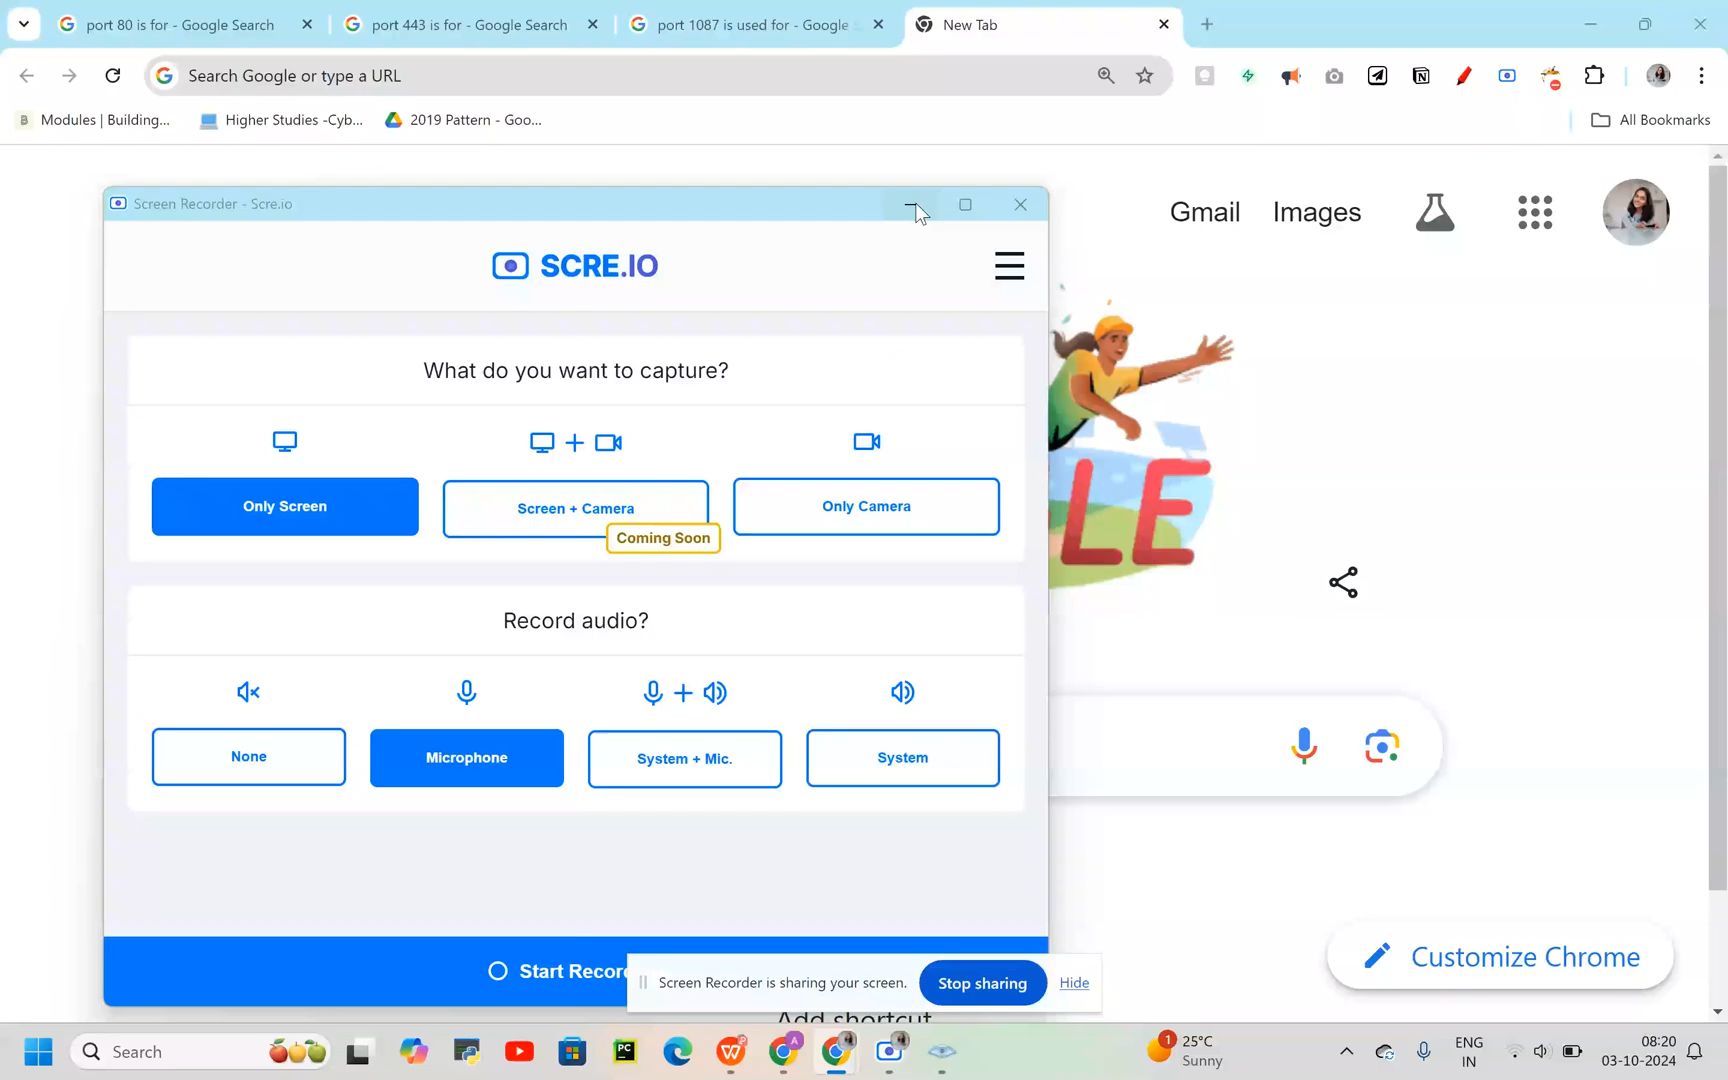 port 80 is for - Google Search
port 443 is for - Google Search
port 1087 is used for - Google
New Tab
Search Google or type a URL
Modules | Building...
Higher Studies -Cyb...
2019 Pattern - Goo...
All Bookmarks
Screen Recorder - Scre.io
Gmail
Images
SCRE.IO
What do you want to capture?
Only Screen
Screen + Camera
Only Camera
Coming Soon
LE
Record audio?
None
Microphone
System + Mic.
System
Customize Chrome
Start Recor
Screen Recorder is sharing your screen.
Stop sharing
Hide
Add shortcut
Search
1
25°C
Sunny
ENG
IN
08:20
03-10-2024